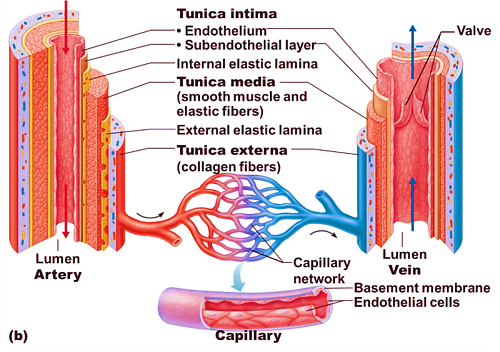 Tunica intima
• Endothelium
• Subendothelial layer
Internal elastic lamina
Tunica media
(smooth muscle and
elastic fibers)
External elastic lamina
Tunica externa
(collagen fibers)
Valve
Lumen
Artery
Lumen
Vein
Capillary
network
Basement membrane
Endothelial cells
Capillary
(b)